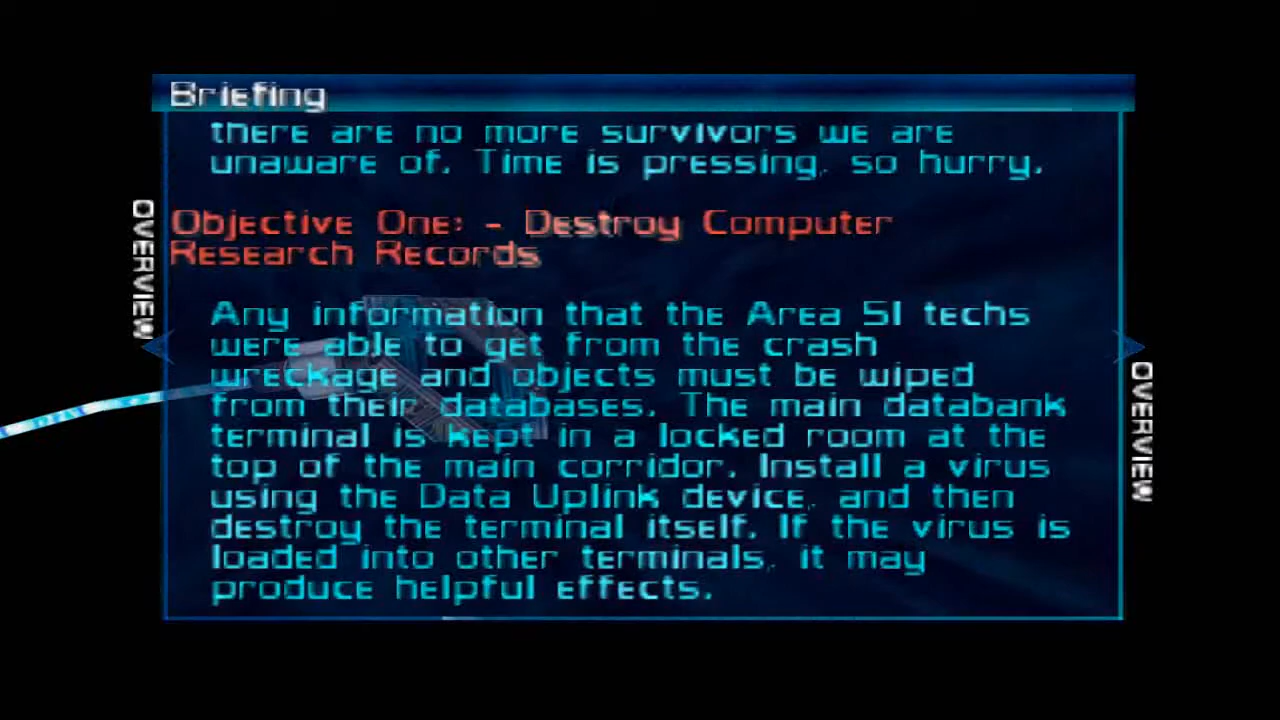 Briefing
there are no more survivors we are
unaware of. Time is pressing, so hurry.
OVERVIEW
Objective One: - Destroy Computer
Research Records
Any information that the Area 51 techs
were able to get from the crash
wreckage and objects must be wiped
from their databases. The main databank
terminal is kept in a locked room at the
top of the main corridor. Install a virus
using the Data Uplink device, and then
destroy the terminal itself. If the virus is
loaded into other terminals, it may
produce helpful effects.
OVERVIEW